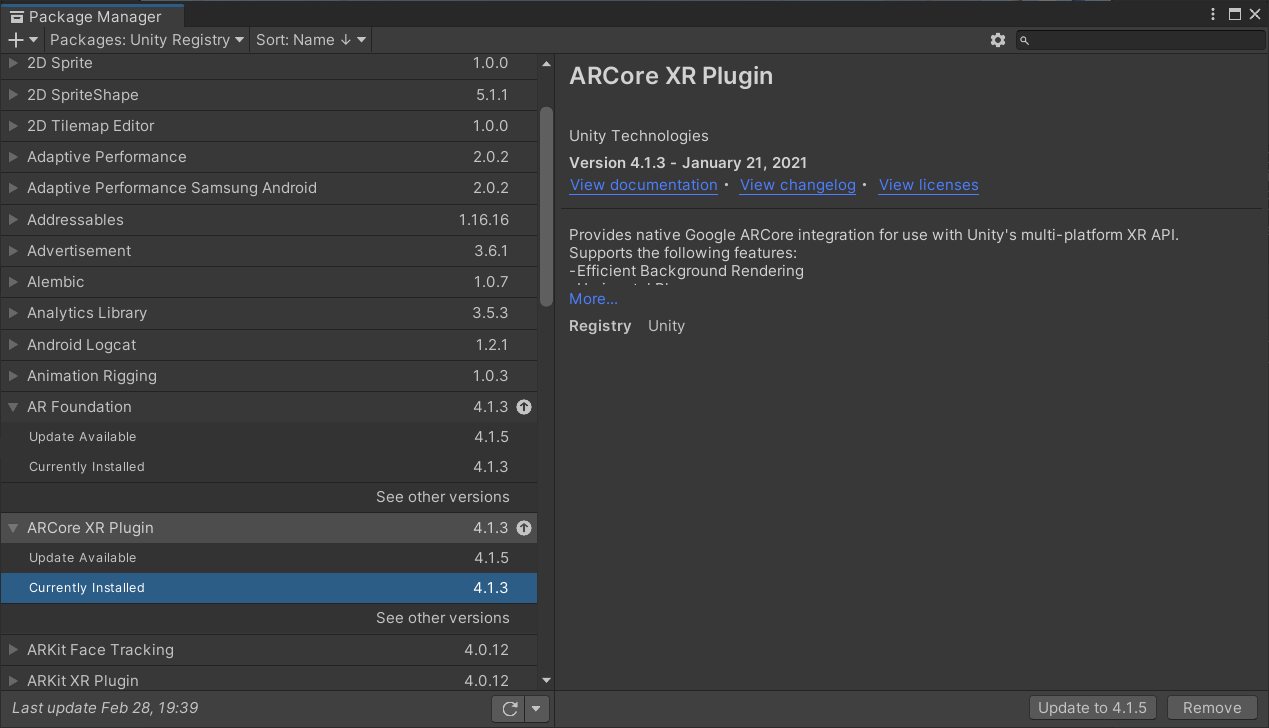 Package Manager
Packages: Unity Registry
Sort: Name ↓
2D Sprite 1.0.0
2D SpriteShape 5.1.1
2D Tilemap Editor 1.0.0
Adaptive Performance 2.0.2
Adaptive Performance Samsung Android 2.0.2
Addressables 1.16.16
Advertisement 3.6.1
Alembic 1.0.7
Analytics Library 3.5.3
Android Logcat 1.2.1
Animation Rigging 1.0.3
AR Foundation 4.1.3
Update Available 4.1.5
Currently Installed 4.1.3
See other versions
ARCore XR Plugin 4.1.3
Update Available 4.1.5
Currently Installed 4.1.3
See other versions
ARKit Face Tracking 4.0.12
ARKit XR Plugin 4.0.12
Last update Feb 28, 19:39
ARCore XR Plugin
Unity Technologies
Version 4.1.3 - January 21, 2021
View documentation • View changelog • View licenses
Provides native Google ARCore integration for use with Unity's multi-platform XR API.
Supports the following features:
-Efficient Background Rendering
More...
Registry Unity
Update to 4.1.5
Remove